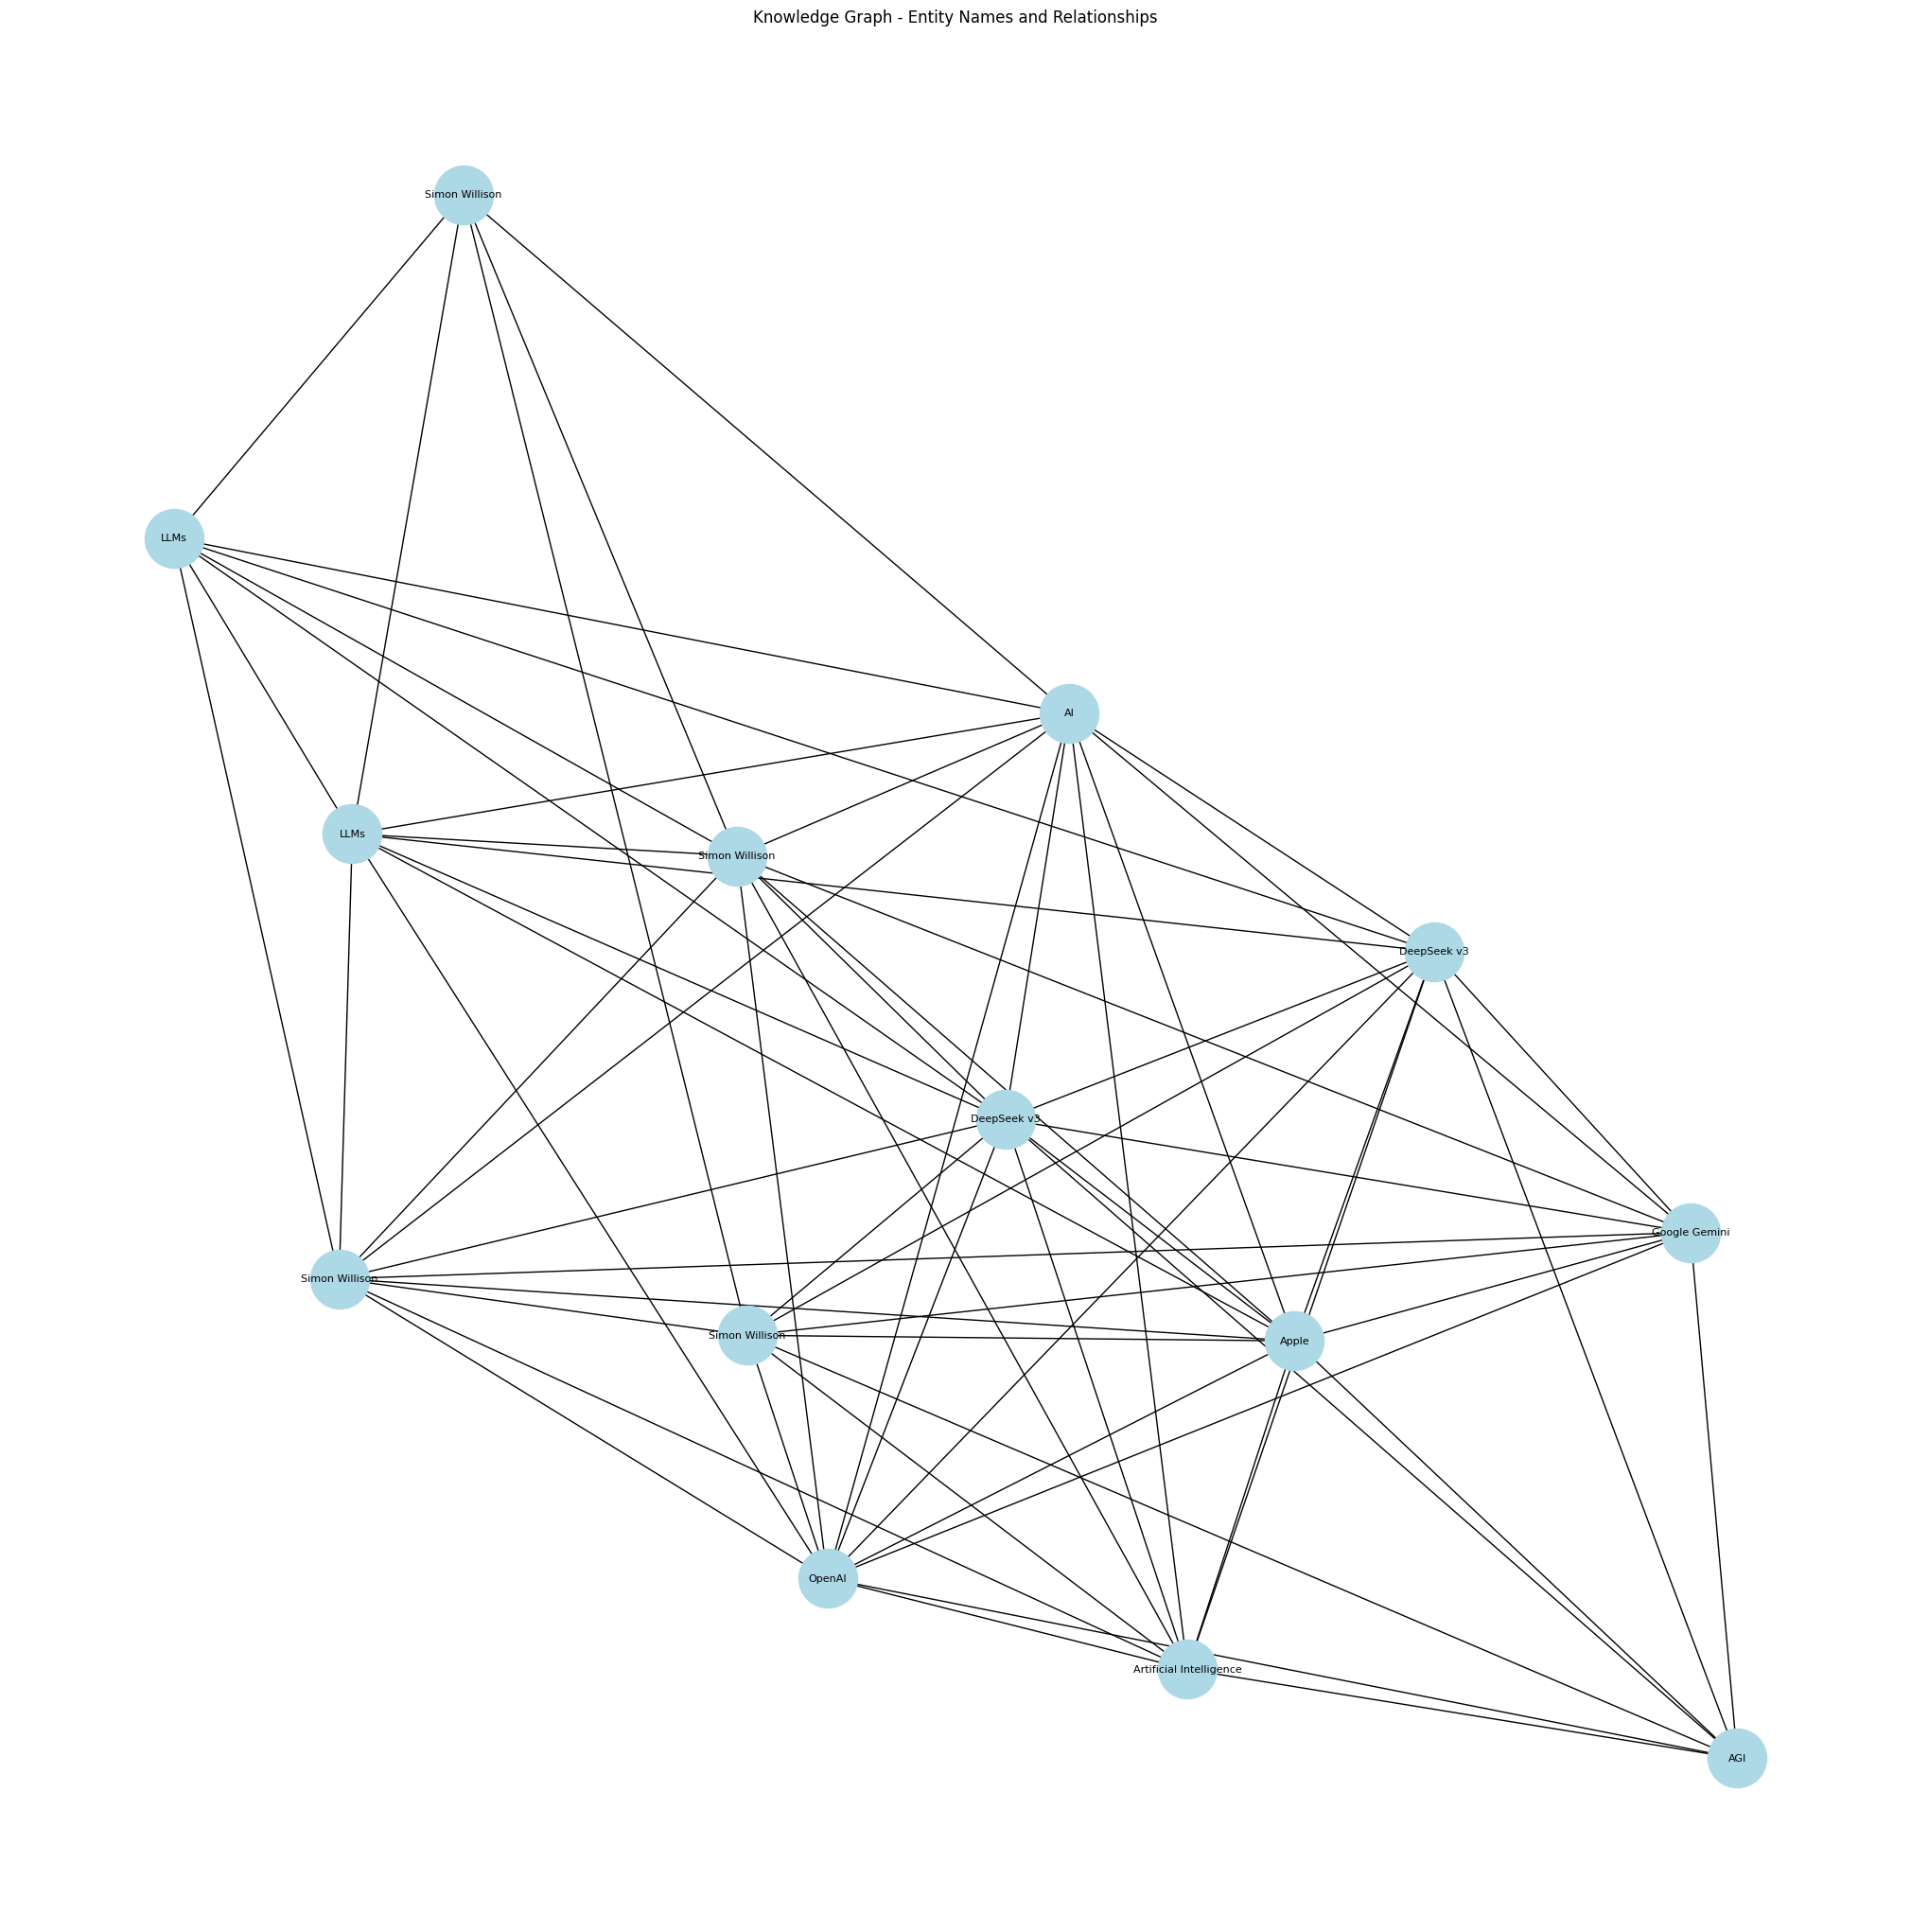 Knowledge Graph - Entity Names and Relationships
Simon Willison
LLMs
AI
LLMs
Simon Willison
DeepSeek v3
DeepSeek v3
Google Gemini
Simon Willison
Simon Willison
Apple
OpenAI
Artificial Intelligence
AGI